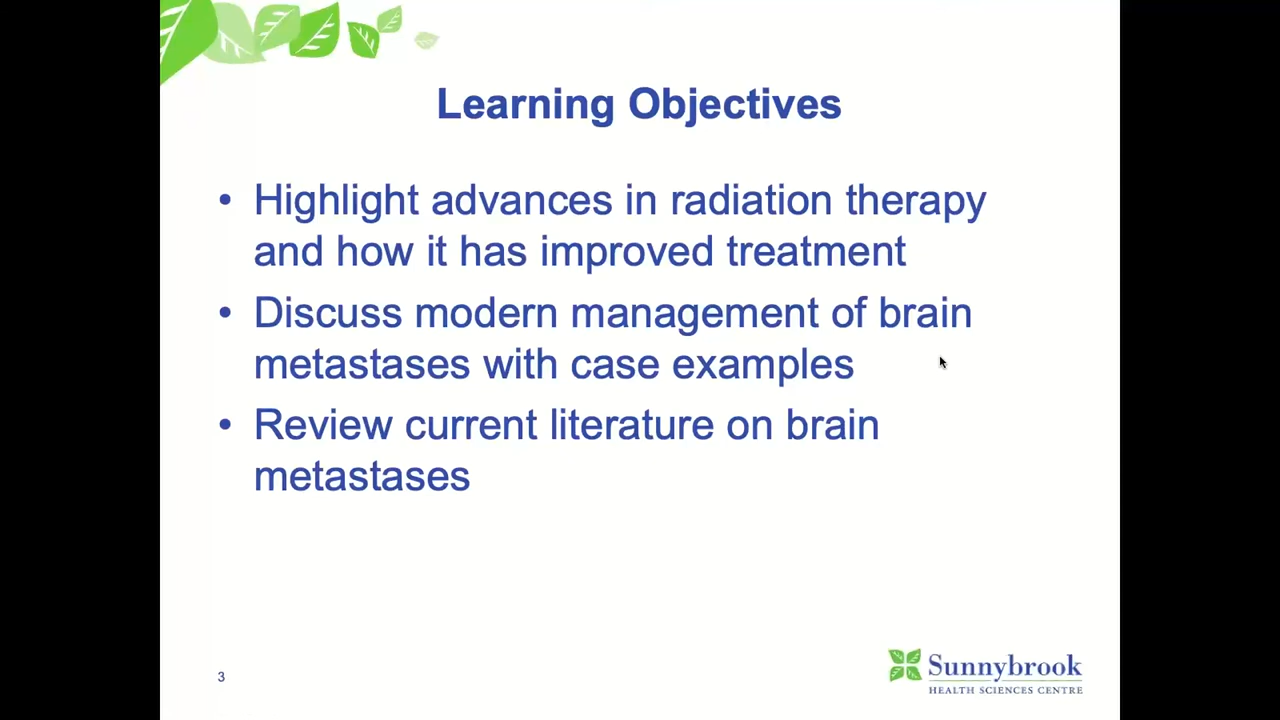 Learning Objectives
• Highlight advances in radiation therapy
and how it has improved treatment
• Discuss modern management of brain
metastases with case examples
• Review current literature on brain
metastases
3
Sunnybrook
HEALTH SCIENCES CENTRE